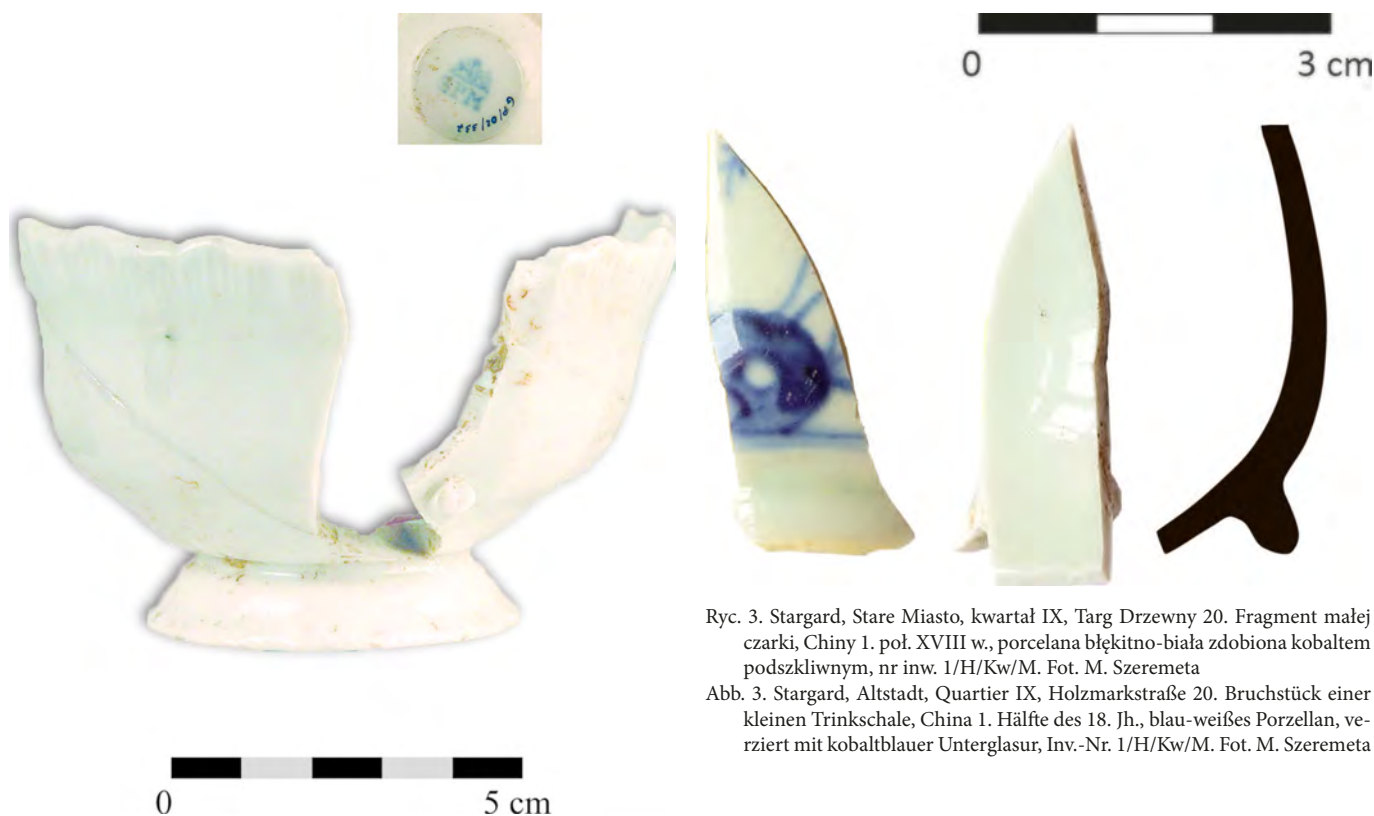 GP/02/332
0 3 cm
Ryc. 3. Stargard, Stare Miasto, kwartał IX, Targ Drzewny 20. Fragment małej
czarki, Chiny 1. poł. XVIII w., porcelana błękitno-biała zdobiona kobaltem
podszkliwnym, nr inw. 1/H/Kw/M. Fot. M. Szeremeta
Abb. 3. Stargard, Altstadt, Quartier IX, Holzmarkstraße 20. Bruchstück einer
kleinen Trinkschale, China 1. Hälfte des 18. Jh., blau-weißes Porzellan, ve-
rziert mit kobaltblauer Unterglasur, Inv.-Nr. 1/H/Kw/M. Fot. M. Szeremeta
0 5 cm